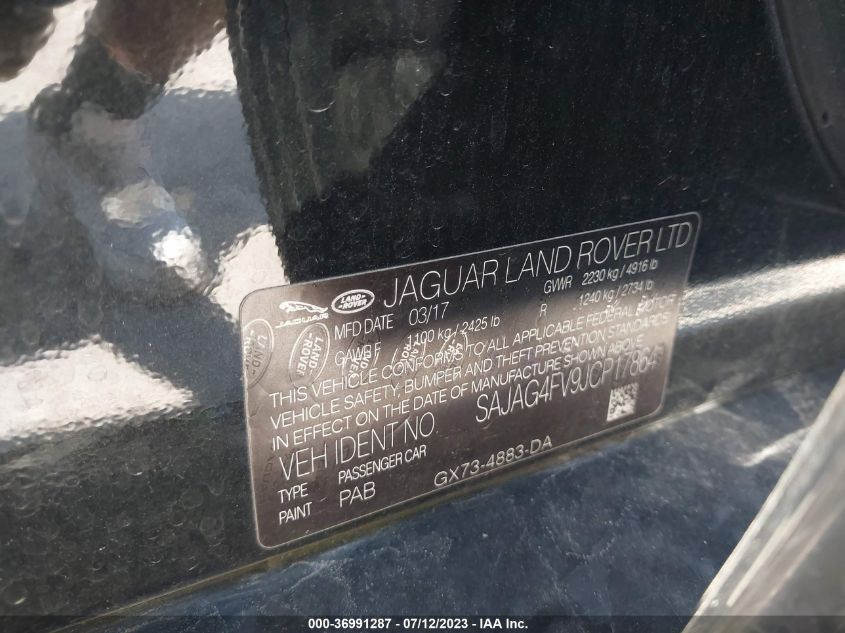 JAGUAR LAND ROVER LTD
JAGUAR
LAND-ROVER
MFD DATE 03/17 GVWR 2230 kg / 4916 lb
GAWR F 1100 kg / 2425 lb R 1240 kg / 2734 lb
THIS VEHICLE CONFORMS TO ALL APPLICABLE FEDERAL MOTOR
VEHICLE SAFETY, BUMPER AND THEFT PREVENTION STANDARDS
IN EFFECT ON THE DATE OF MANUFACTURE SHOWN ABOVE.
VEH IDENT NO. SAJAG4FV9JCP17864
TYPE PASSENGER CAR
PAINT PAB GX73-4883-DA
000-36991287 - 07/12/2023 - IAA Inc.